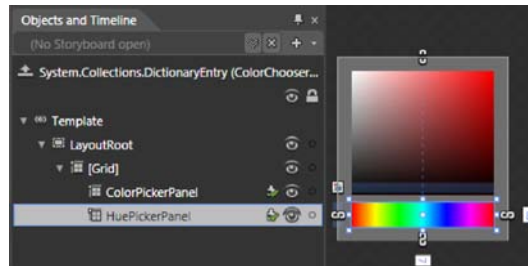 Objects and Timeline
(No Storyboard open)
System.Collections.DictionaryEntry (ColorChooser...
Template
LayoutRoot
[Grid]
ColorPickerPanel
HuePickerPanel